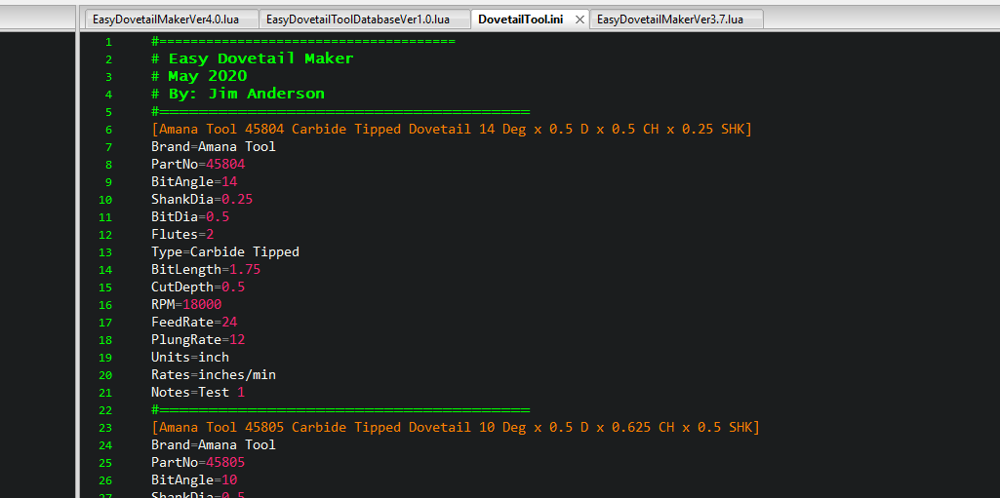 EasyDovetailMakerVer4.0.lua EasyDovetailToolDatabaseVer1.0.lua DovetailTool.ini × EasyDovetailMakerVer3.7.lua
1 #======================================
2 # Easy Dovetail Maker
3 # May 2020
4 # By: Jim Anderson
5 #======================================
6 [Amana Tool 45804 Carbide Tipped Dovetail 14 Deg x 0.5 D x 0.5 CH x 0.25 SHK]
7 Brand=Amana Tool
8 PartNo=45804
9 BitAngle=14
10 ShankDia=0.25
11 BitDia=0.5
12 Flutes=2
13 Type=Carbide Tipped
14 BitLength=1.75
15 CutDepth=0.5
16 RPM=18000
17 FeedRate=24
18 PlungRate=12
19 Units=inch
20 Rates=inches/min
21 Notes=Test 1
22 #======================================
23 [Amana Tool 45805 Carbide Tipped Dovetail 10 Deg x 0.5 D x 0.625 CH x 0.5 SHK]
24 Brand=Amana Tool
25 PartNo=45805
26 BitAngle=10
27 ShankDia=0.5